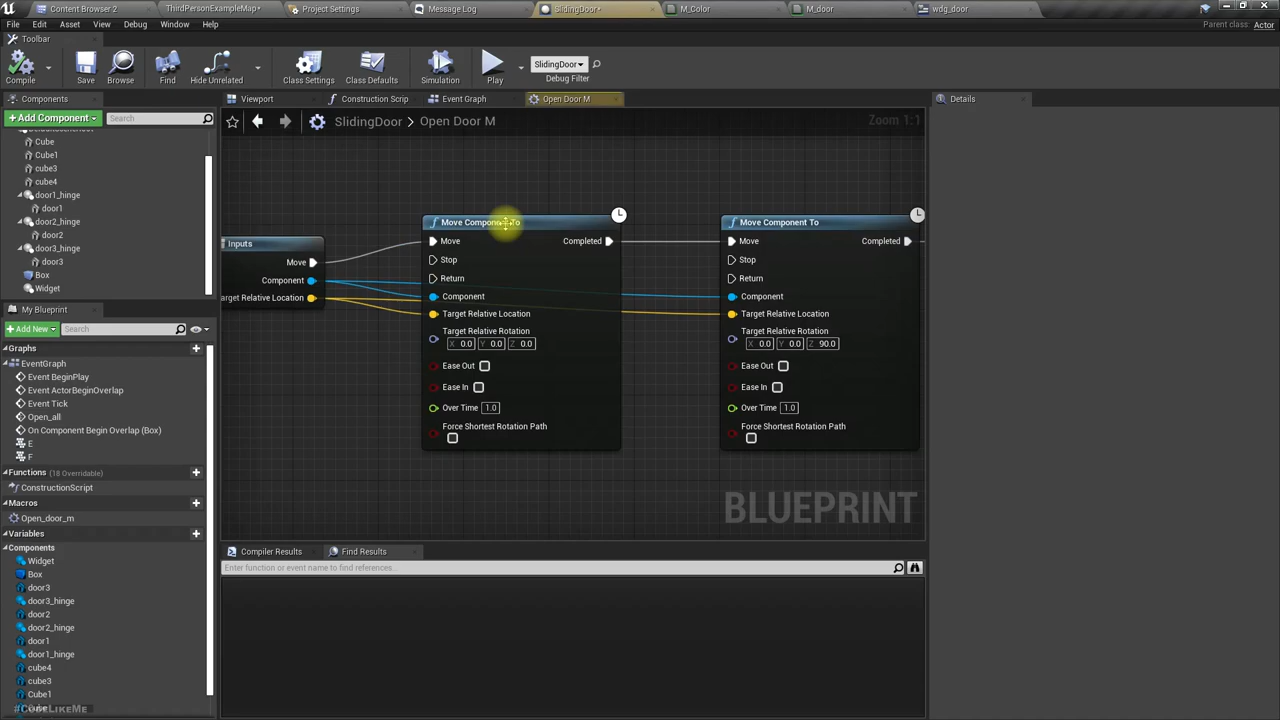 Content Browser 2
ThirdPersonExampleMap*
Project Settings
Message Log
SlidingDoor*
M_Color
M_door
wdg_door
File Edit Asset View Debug Window Help
Parent class: Actor
Toolbar
Compile
Save
Browse
Find
Hide Unrelated
Class Settings
Class Defaults
Simulation
Play
SlidingDoor
Debug Filter
Components
+Add Component
Search
Cube
Cube1
cube3
cube4
door1_hinge
door1
door2_hinge
door2
door3_hinge
door3
Box
Widget
My Blueprint
+Add New
Search
Graphs
EventGraph
Event BeginPlay
Event ActorBeginOverlap
Event Tick
Open_all
On Component Begin Overlap (Box)
E
F
Functions (18 Overridable)
ConstructionScript
Macros
Open_door_m
Variables
Components
Widget
Box
door3
door3_hinge
door2
door2_hinge
door1
door1_hinge
cube4
cube3
Cube1
Viewport
Construction Scrip
Event Graph
Open Door M
SlidingDoor > Open Door M
Zoom 1:1
Inputs
Move
Component
arget Relative Location
Move Component To
Move
Completed
Stop
Return
Component
Target Relative Location
Target Relative Rotation
X 0.0 Y 0.0 Z 0.0
Ease Out
Ease In
Over Time 1.0
Force Shortest Rotation Path
Move Component To
Move
Completed
Stop
Return
Component
Target Relative Location
Target Relative Rotation
X 0.0 Y 0.0 Z 90.0
Ease Out
Ease In
Over Time 1.0
Force Shortest Rotation Path
BLUEPRINT
Compiler Results
Find Results
Enter function or event name to find references...
Details